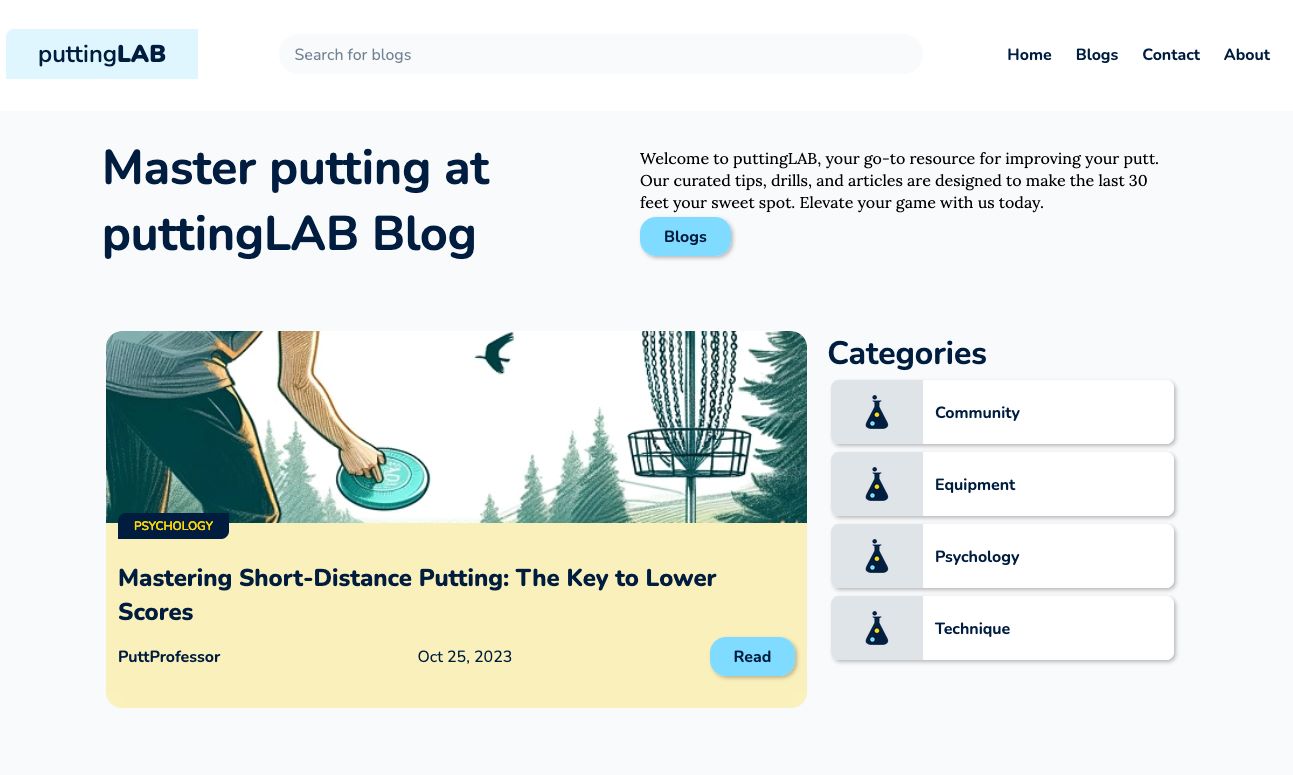 puttingLAB
Search for blogs
Home Blogs Contact About
Master putting at
puttingLAB Blog
Welcome to puttingLAB, your go-to resource for improving your putt.
Our curated tips, drills, and articles are designed to make the last 30
feet your sweet spot. Elevate your game with us today.
Blogs
PSYCHOLOGY
Mastering Short-Distance Putting: The Key to Lower
Scores
PuttProfessor Oct 25, 2023 Read
Categories
Community
Equipment
Psychology
Technique